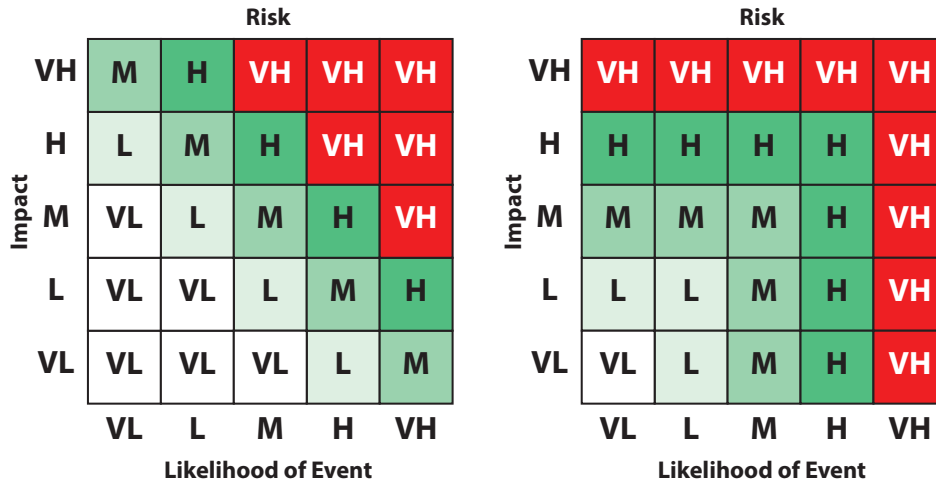 Risk
VH M H VH VH VH
H L M H VH VH
M VL L M H VH
L VL VL L M H
VL VL VL VL L M
VL L M H VH
Impact
Likelihood of Event
Risk
VH VH VH VH VH VH
H H H H H VH
M M M M H VH
L L L M H VH
VL VL L M H VH
VL L M H VH
Impact
Likelihood of Event